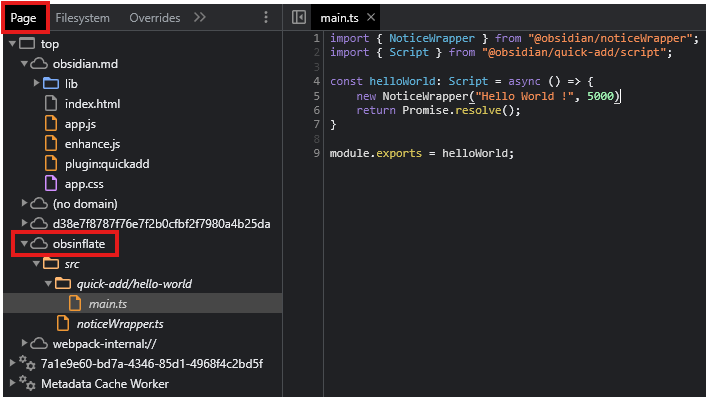 Page Filesystem Overrides
top
obsidian.md
lib
index.html
app.js
enhance.js
plugin:quickadd
app.css
(no domain)
d38e7f8787f76e7f2b0cfbf2f7980a4b25da
obsinflate
src
quick-add/hello-world
main.ts
noticeWrapper.ts
webpack-internal://
7a1e9e60-bd7a-4346-85d1-4968f4c2bd5f
Metadata Cache Worker
main.ts
1 import { NoticeWrapper } from "@obsidian/noticeWrapper";
2 import { Script } from "@obsidian/quick-add/script";
3
4 const helloWorld: Script = async () => {
5 new NoticeWrapper("Hello World !", 5000)
6 return Promise.resolve();
7 }
8
9 module.exports = helloWorld;